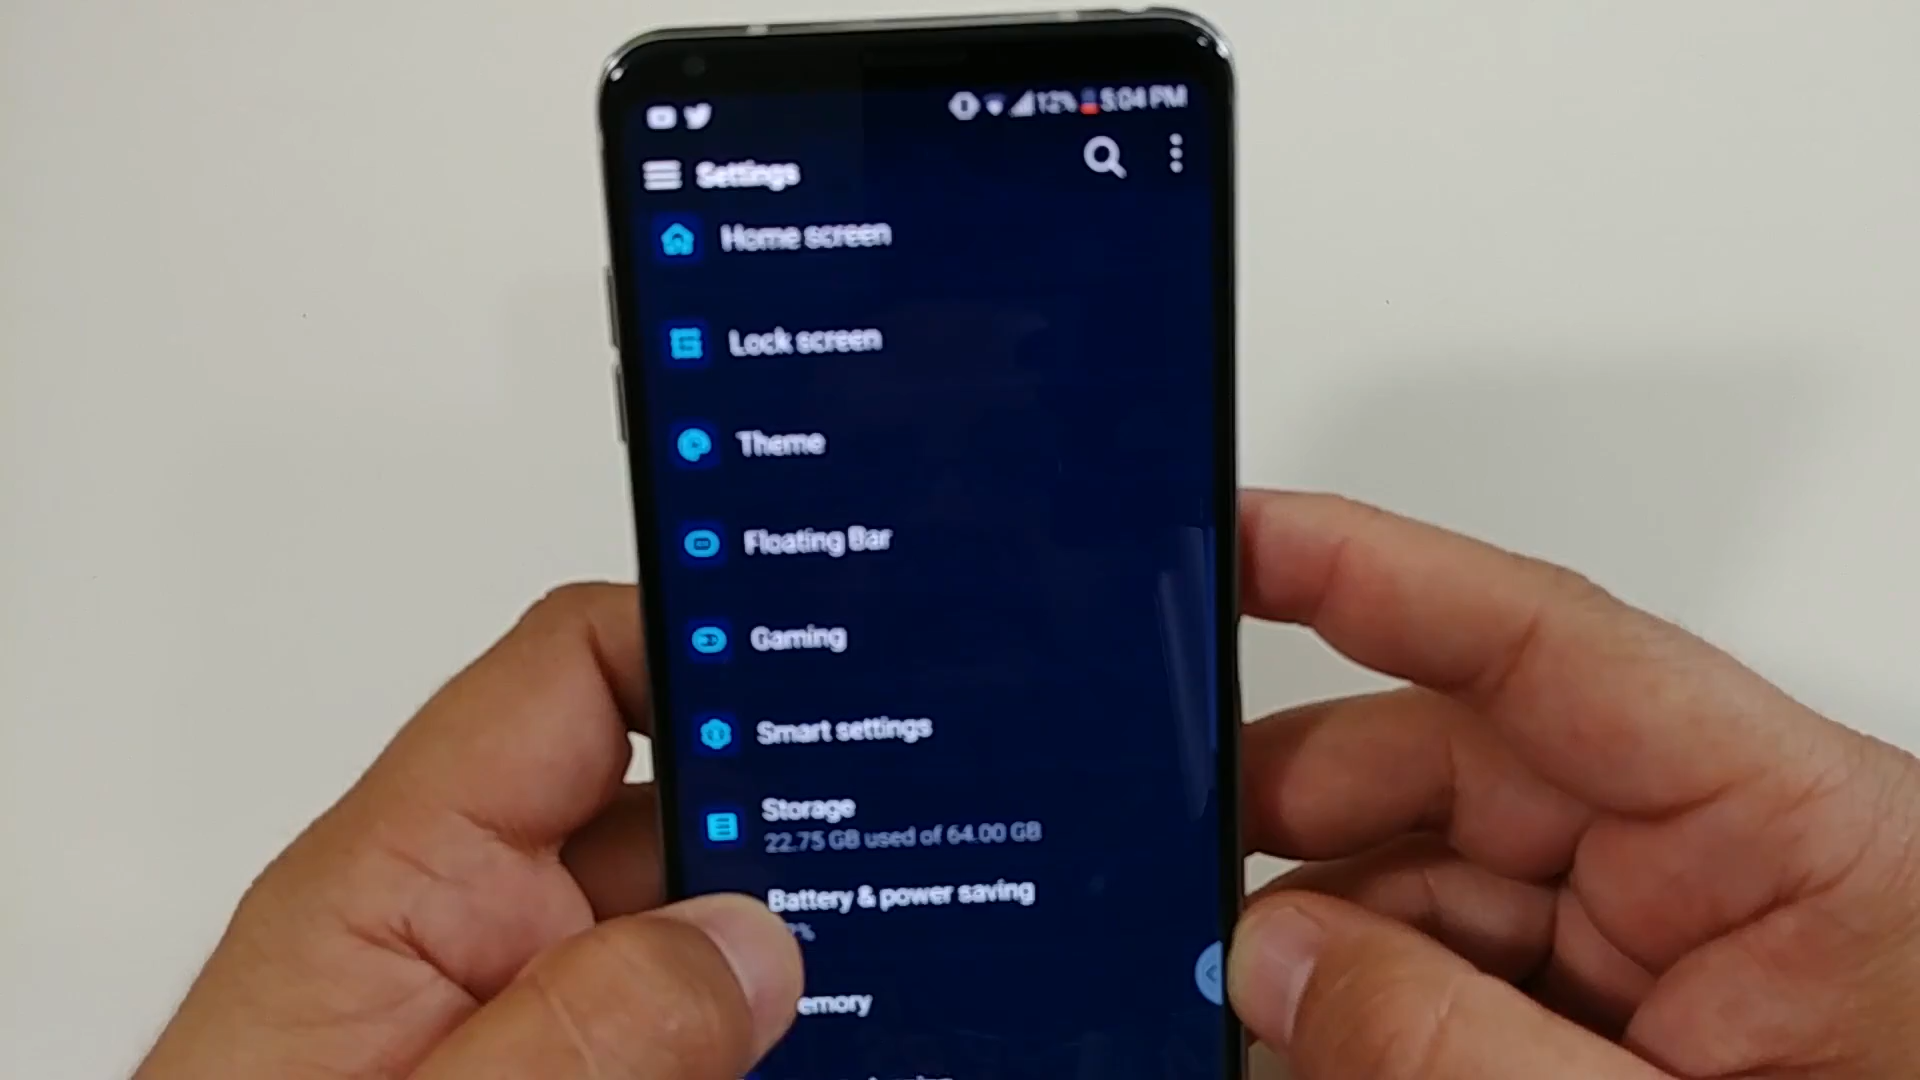 12% 5:04 PM
Settings
Home screen
Lock screen
Theme
Floating Bar
Gaming
Smart settings
Storage
22.75 GB used of 64.00 GB
Battery & power saving
2%
emory